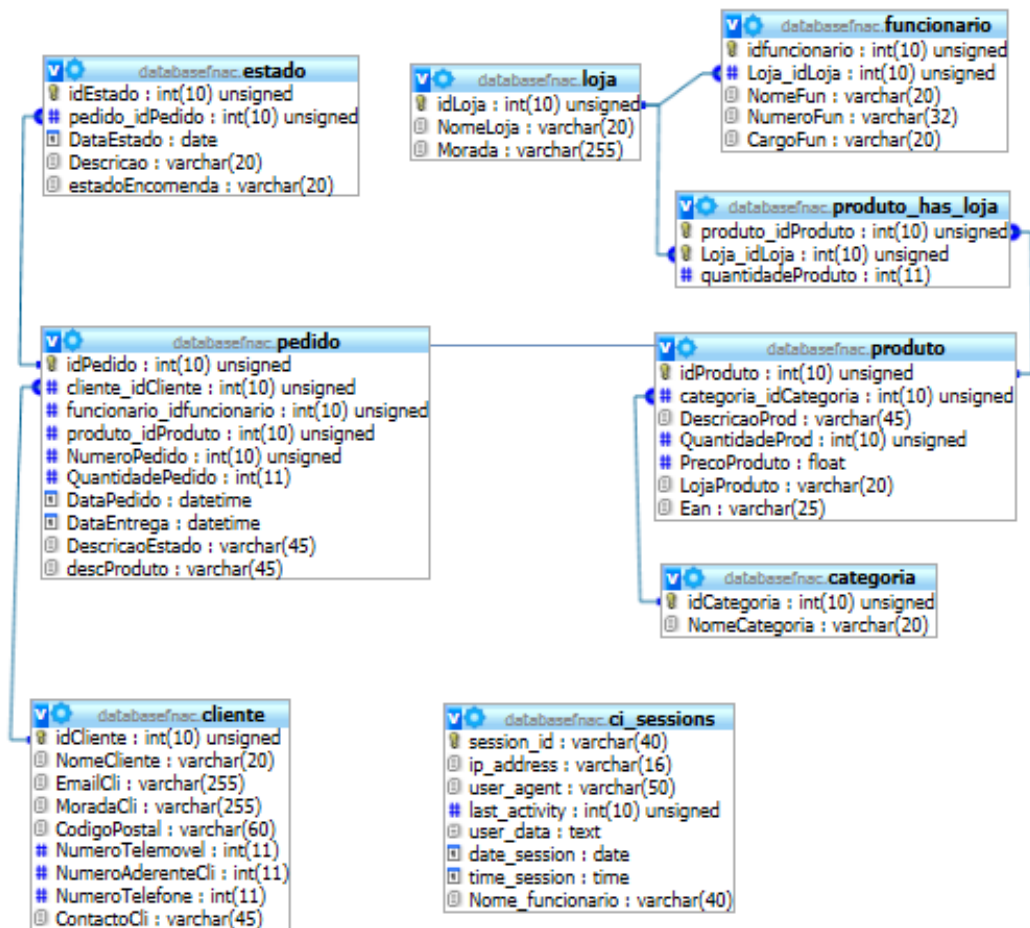 databasefnac.estado
idEstado : int(10) unsigned
pedido_idPedido : int(10) unsigned
DataEstado : date
Descricao : varchar(20)
estadoEncomenda : varchar(20)
databasefnac.loja
idLoja : int(10) unsigned
NomeLoja : varchar(20)
Morada : varchar(255)
databasefnac.funcionario
idfuncionario : int(10) unsigned
Loja_idLoja : int(10) unsigned
NomeFun : varchar(20)
NumeroFun : varchar(32)
CargoFun : varchar(20)
databasefnac.produto_has_loja
produto_idProduto : int(10) unsigned
Loja_idLoja : int(10) unsigned
quantidadeProduto : int(11)
databasefnac.pedido
idPedido : int(10) unsigned
cliente_idCliente : int(10) unsigned
funcionario_idfuncionario : int(10) unsigned
produto_idProduto : int(10) unsigned
NumeroPedido : int(10) unsigned
QuantidadePedido : int(11)
DataPedido : datetime
DataEntrega : datetime
DescricaoEstado : varchar(45)
descProduto : varchar(45)
databasefnac.produto
idProduto : int(10) unsigned
categoria_idCategoria : int(10) unsigned
DescricaoProd : varchar(45)
QuantidadeProd : int(10) unsigned
PrecoProduto : float
LojaProduto : varchar(20)
Ean : varchar(25)
databasefnac.categoria
idCategoria : int(10) unsigned
NomeCategoria : varchar(20)
databasefnac.cliente
idCliente : int(10) unsigned
NomeCliente : varchar(20)
EmailCli : varchar(255)
MoradaCli : varchar(255)
CodigoPostal : varchar(60)
NumeroTelemovel : int(11)
NumeroAderenteCli : int(11)
NumeroTelefone : int(11)
ContactoCli : varchar(45)
databasefnac.ci_sessions
session_id : varchar(40)
ip_address : varchar(16)
user_agent : varchar(50)
last_activity : int(10) unsigned
user_data : text
date_session : date
time_session : time
Nome_funcionario : varchar(40)